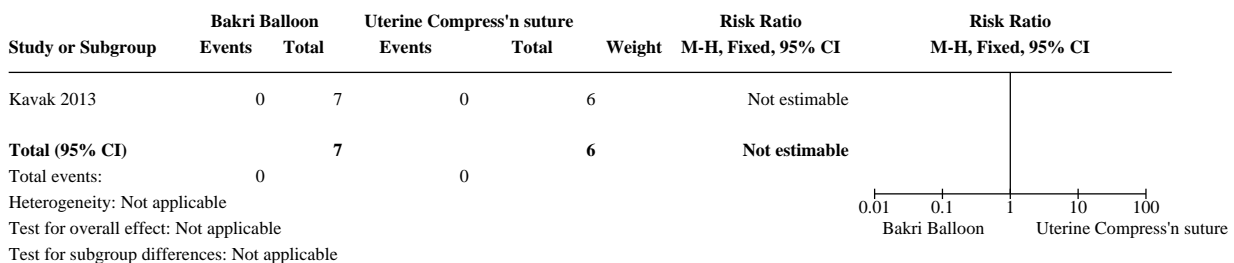 Bakri Balloon Uterine Compress'n suture Risk Ratio Risk Ratio
Study or Subgroup Events Total Events Total Weight M-H, Fixed, 95% CI M-H, Fixed, 95% CI
Kavak 2013 0 7 0 6 Not estimable
Total (95% CI) 7 6 Not estimable
Total events: 0 0
Heterogeneity: Not applicable
0.01 0.1 1 10 100
Test for overall effect: Not applicable Bakri Balloon Uterine Compress'n suture
Test for subgroup differences: Not applicable